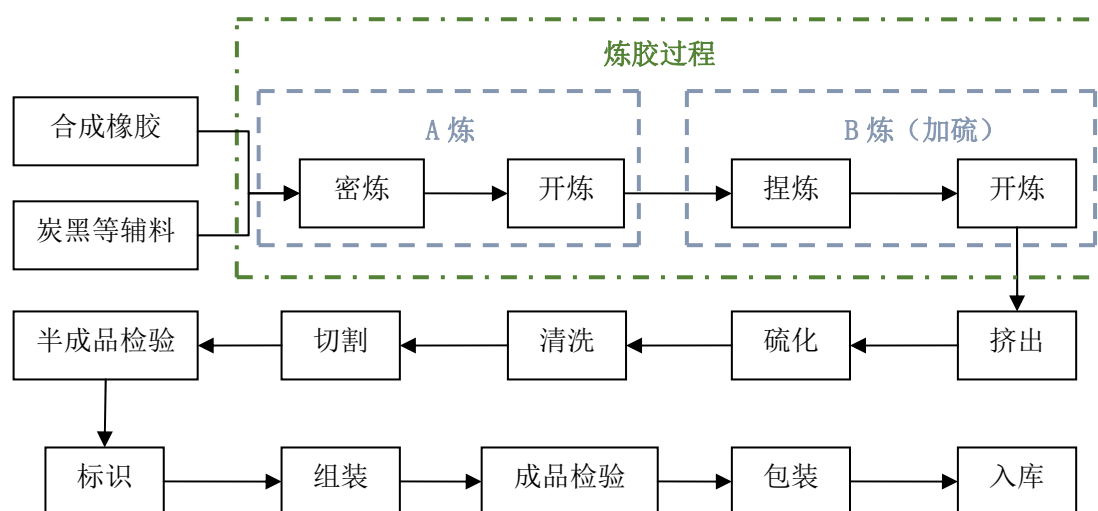 炼胶过程
A 炼
B 炼（加硫）
合成橡胶
炭黑等辅料
密炼
开炼
捏炼
开炼
挤出
硫化
清洗
切割
半成品检验
标识
组装
成品检验
包装
入库